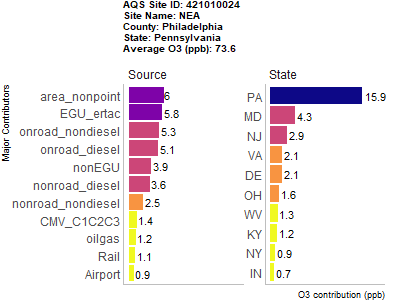 AQS Site ID: 421010024
Site Name: NEA
County: Philadelphia
State: Pennsylvania
Average O3 (ppb): 73.6
Major Contributors
Source
area_nonpoint 6
EGU_ertac 5.8
onroad_nondiesel 5.3
onroad_diesel 5.1
nonEGU 3.9
nonroad_diesel 3.6
nonroad_nondiesel 2.5
CMV_C1C2C3 1.4
oilgas 1.2
Rail 1.1
Airport 0.9
State
PA 15.9
MD 4.3
NJ 2.9
VA 2.1
DE 2.1
OH 1.6
WV 1.3
KY 1.2
NY 0.9
IN 0.7
O3 contribution (ppb)